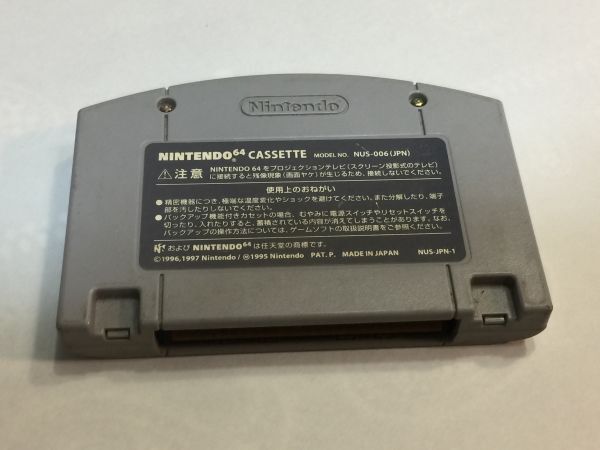 Nintendo
NINTENDO64 CASSETTE MODEL NO. NUS-006(JPN)
⚠注意 NINTENDO 64 をプロジェクションテレビ(スクリーン投影式のテレビ)
に接続すると残像現象(画面ヤケ)が生じるため、接続しないでください。
使用上のおねがい
●精密機器につき、極端な温度変化やショックを避けてください。また分解したり、端子
部を汚したりしないでください。
●バックアップ機能付きカセットの場合、むやみに電源スイッチやリセットスイッチを
切ったり、入れたりすると、蓄積されている内容が消えてしまうことがあります。なお、
バックアップの操作方法については、ゲームソフトの取扱説明書をご参照ください。
および NINTENDO64 は任天堂の商標です。
©1996,1997 Nintendo / Ⓜ1995 Nintendo PAT. P. MADE IN JAPAN NUS-JPN-1